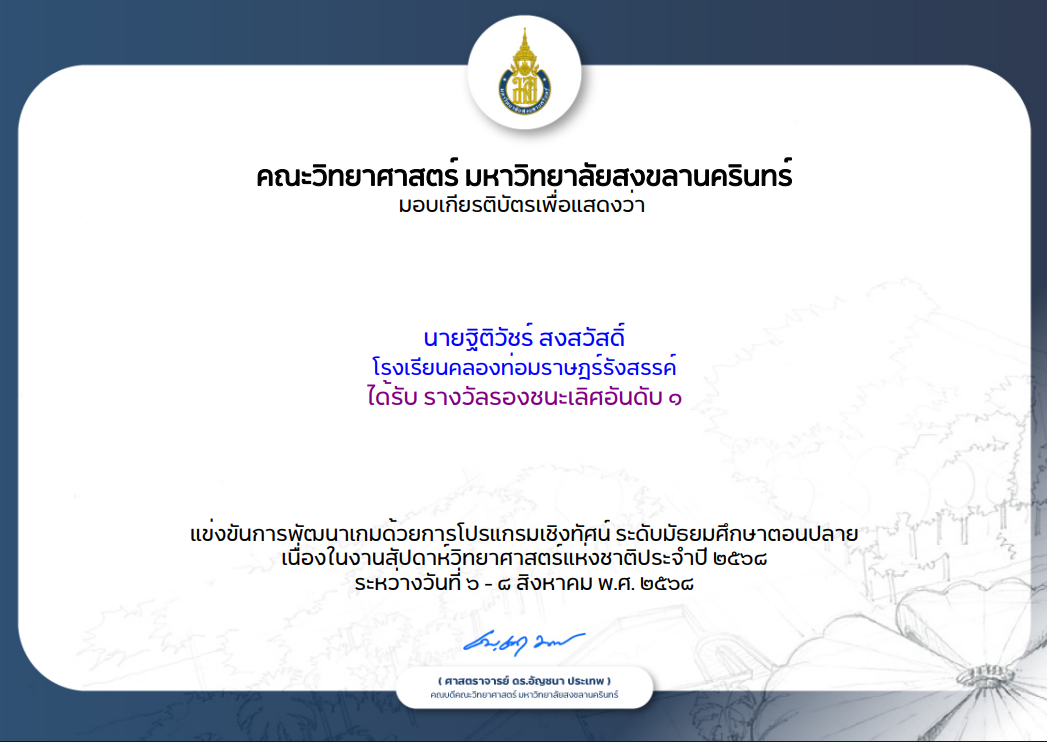 คณะวิทยาศาสตร์ มหาวิทยาลัยสงขลานครินทร์
มอบเกียรติบัตรเพื่อแสดงว่า
นายฐิติวัชร์ สงสวัสดิ์
โรงเรียนคลองท่อมราษฎร์รังสรรค์
ได้รับ รางวัลรองชนะเลิศอันดับ ๑
แข่งขันการพัฒนาเกมด้วยการโปรแกรมเชิงทัศน์ ระดับมัธยมศึกษาตอนปลาย
เนื่องในงานสัปดาห์วิทยาศาสตร์แห่งชาติประจำปี ๒๕๖๘
ระหว่างวันที่ ๖ - ๘ สิงหาคม พ.ศ. ๒๕๖๘
( ศาสตราจารย์ ดร.อัญชนา ประเทพ )
คณบดีคณะวิทยาศาสตร์ มหาวิทยาลัยสงขลานครินทร์